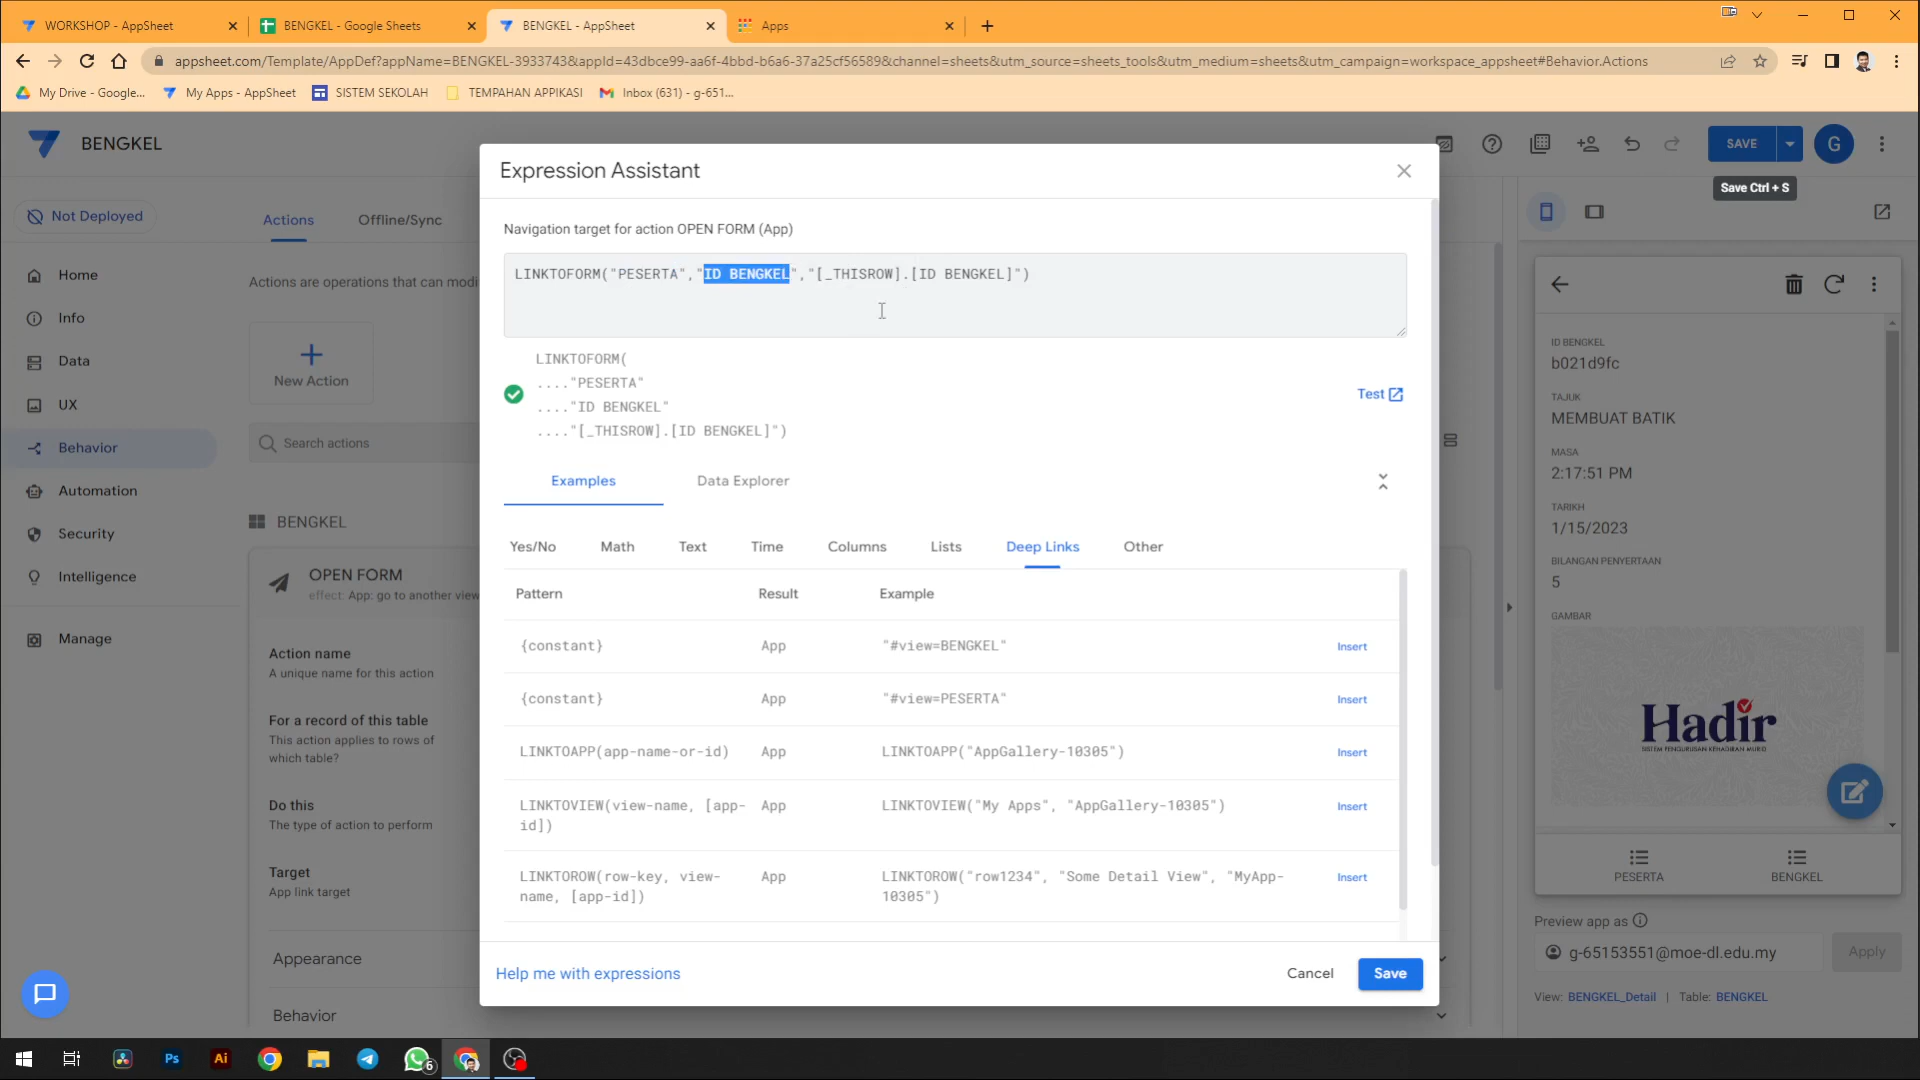 WORKSHOP - AppSheet
BENGKEL - Google Sheets
BENGKEL - AppSheet
Apps
appsheet.com/Template/AppDef?appName=BENGKEL-3933743&appId=43dbce99-aa6f-4bbd-b6a6-37a25cf56589&channel=sheets&utm_source=sheets_tools&utm_medium=sheets&utm_campaign=workspace_appsheet#Behavior.Actions
My Drive - Google...
My Apps - AppSheet
SISTEM SEKOLAH
TEMPAHAN APPIKASI
Inbox (631) - g-651...
BENGKEL
SAVE
G
Save Ctrl + S
Not Deployed
Home
Info
Data
UX
Behavior
Automation
Security
Intelligence
Manage
Actions
Offline/Sync
Actions are operations that can modi
New Action
Search actions
BENGKEL
OPEN FORM
effect: App: go to another view
Action name
A unique name for this action
For a record of this table
This action applies to rows of
which table?
Do this
The type of action to perform
Target
App link target
Appearance
Behavior
Expression Assistant
Navigation target for action OPEN FORM (App)
LINKTOFORM("PESERTA","ID BENGKEL","[_THISROW].[ID BENGKEL]")
LINKTOFORM(
...."PESERTA"
...."ID BENGKEL"
...."[_THISROW].[ID BENGKEL]")
Test
Examples
Data Explorer
Yes/No
Math
Text
Time
Columns
Lists
Deep Links
Other
Pattern
Result
Example
{constant}
App
"#view=BENGKEL"
Insert
{constant}
App
"#view=PESERTA"
Insert
LINKTOAPP(app-name-or-id)
App
LINKTOAPP("AppGallery-10305")
Insert
LINKTOVIEW(view-name, [app-
id])
App
LINKTOVIEW("My Apps", "AppGallery-10305")
Insert
LINKTOROW(row-key, view-
name, [app-id])
App
LINKTOROW("row1234", "Some Detail View", "MyApp-
10305")
Insert
Help me with expressions
Cancel
Save
ID BENGKEL
b021d9fc
TAJUK
MEMBUAT BATIK
MASA
2:17:51 PM
TARIKH
1/15/2023
BILANGAN PENYERTAAN
5
GAMBAR
Hadir
SISTEM PENGURUSAN KEHADIRAN MURID
PESERTA
BENGKEL
Preview app as
g-65153551@moe-dl.edu.my
Apply
View: BENGKEL_Detail | Table: BENGKEL
Ps
Ai
6